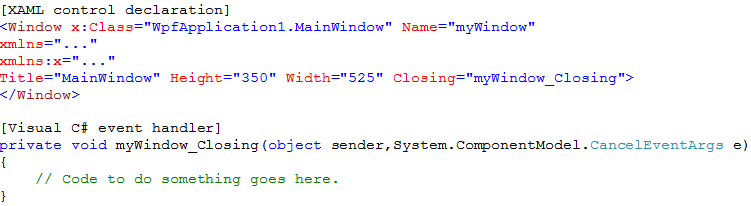 [XAML control declaration]
<Window x:Class="WpfApplication1.MainWindow" Name="myWindow"
xmlns="..."
xmlns:x="..."
Title="MainWindow" Height="350" Width="525" Closing="myWindow_Closing">
</Window>

[Visual C# event handler]
private void myWindow_Closing(object sender,System.ComponentModel.CancelEventArgs e)
{
    // Code to do something goes here.
}